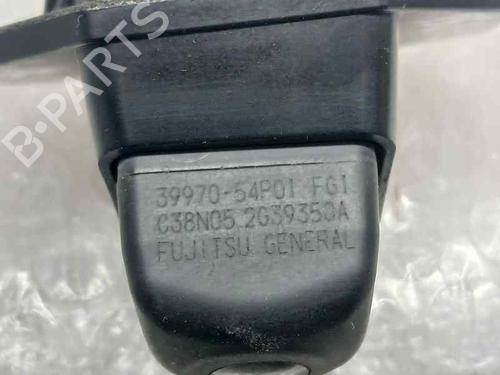 B-PARTS
39970-54P01 FG1
C38N05 2G39350A
FUJITSU GENERAL